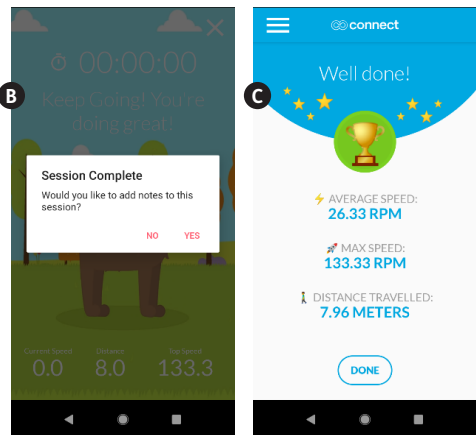 B
00:00:00
Keep Going! You're
doing great!
Session Complete
Would you like to add notes to this
session?
NO YES
Current Speed Distance Top Speed
0.0 8.0 133.3
C
connect
Well done!
AVERAGE SPEED:
26.33 RPM
MAX SPEED:
133.33 RPM
DISTANCE TRAVELLED:
7.96 METERS
DONE